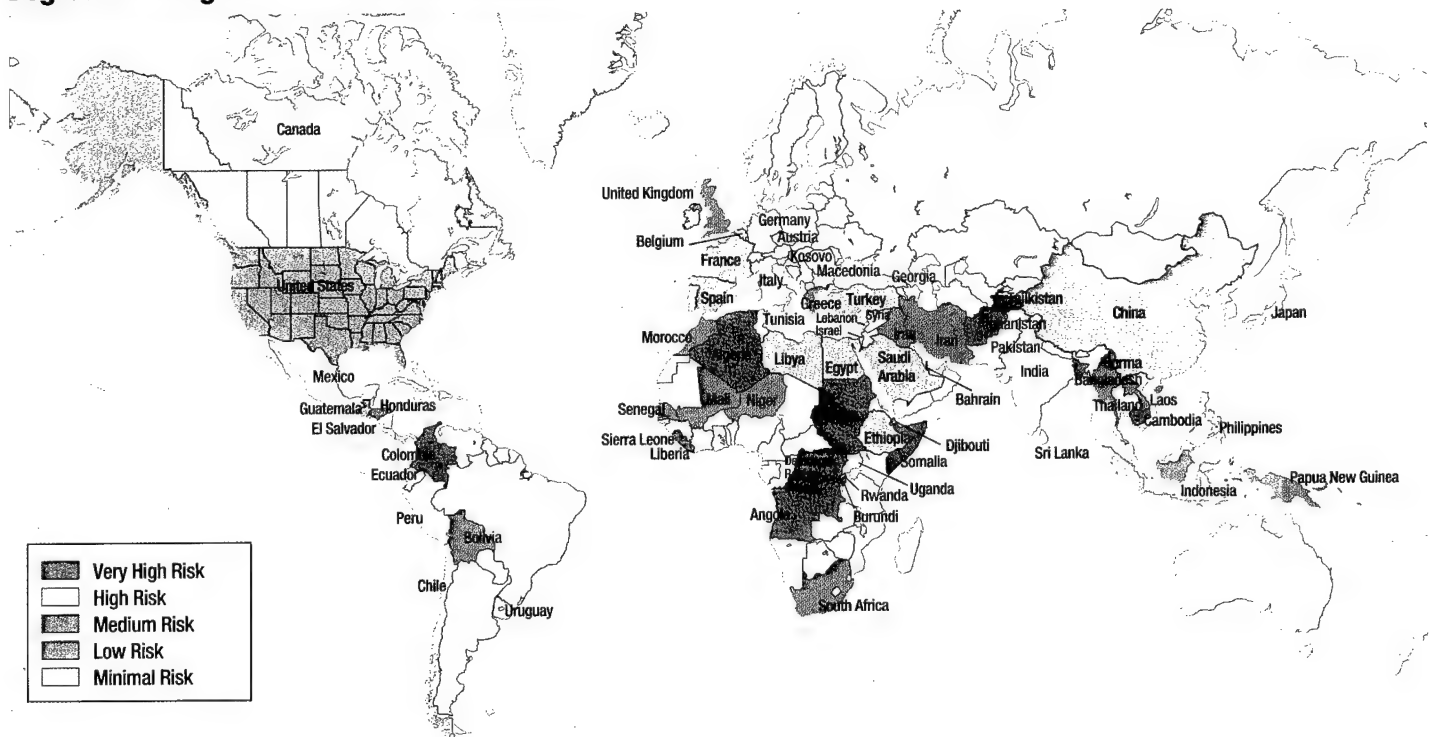 Canada
United Kingdom
Germany
Belgium
Austria
France
Kosovo
Italy
Macedonia
Georgia
United States
Spain
Greece
Turkey
China
Japan
Tunisia
Lebanon
Syria
Israel
Iraq
Iran
Pakistan
Morocco
Algeria
Libya
Egypt
Saudi
Arabia
India
Burma
Bangladesh
Mexico
Bahrain
Laos
Guatemala
Honduras
Senegal
Mali
Niger
Thailand
Cambodia
El Salvador
Philippines
Sierra Leone
Ethiopia
Djibouti
Liberia
Sri Lanka
Colombia
Somalia
Ecuador
Uganda
Papua New Guinea
Indonesia
Rwanda
Peru
Angola
Burundi
Bolivia
Chile
Uruguay
South Africa
Very High Risk
High Risk
Medium Risk
Low Risk
Minimal Risk